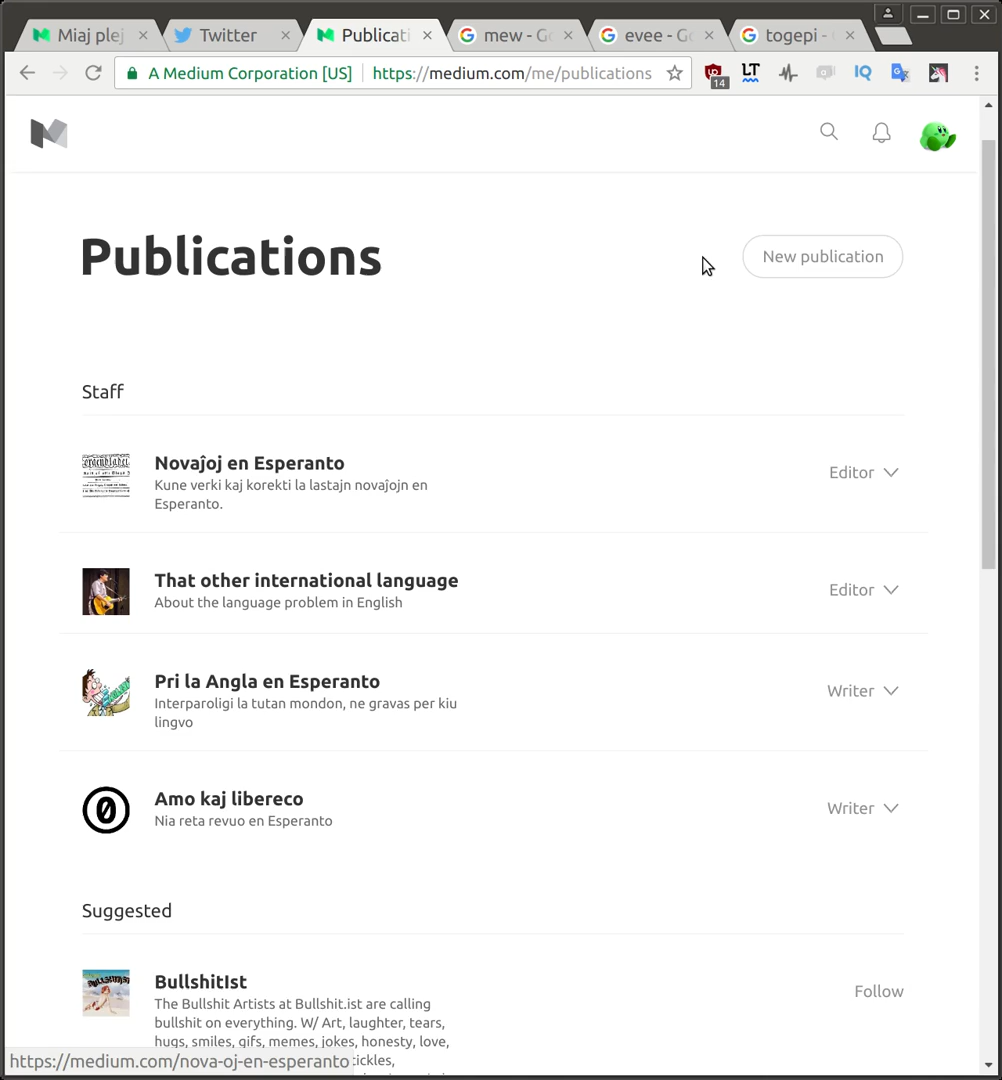 Miaj plej
Twitter
Publicati
mew - Go
evee - Go
togepi -
A Medium Corporation [US]
https://medium.com/me/publications
14
LT
IQ
Publications
New publication
Staff
Novaĵoj en Esperanto
Kune verki kaj korekti la lastajn novaĵojn en
Esperanto.
Editor
That other international language
About the language problem in English
Editor
Pri la Angla en Esperanto
Interparoligi la tutan mondon, ne gravas per kiu
lingvo
Writer
Amo kaj libereco
Nia reta revuo en Esperanto
Writer
Suggested
BullshitIst
The Bullshit Artists at Bullshit.ist are calling
bullshit on everything. W/ Art, laughter, tears,
hugs, smiles, gifs, memes, jokes, honesty, love,
tickles,
Follow
https://medium.com/nova-oj-en-esperanto